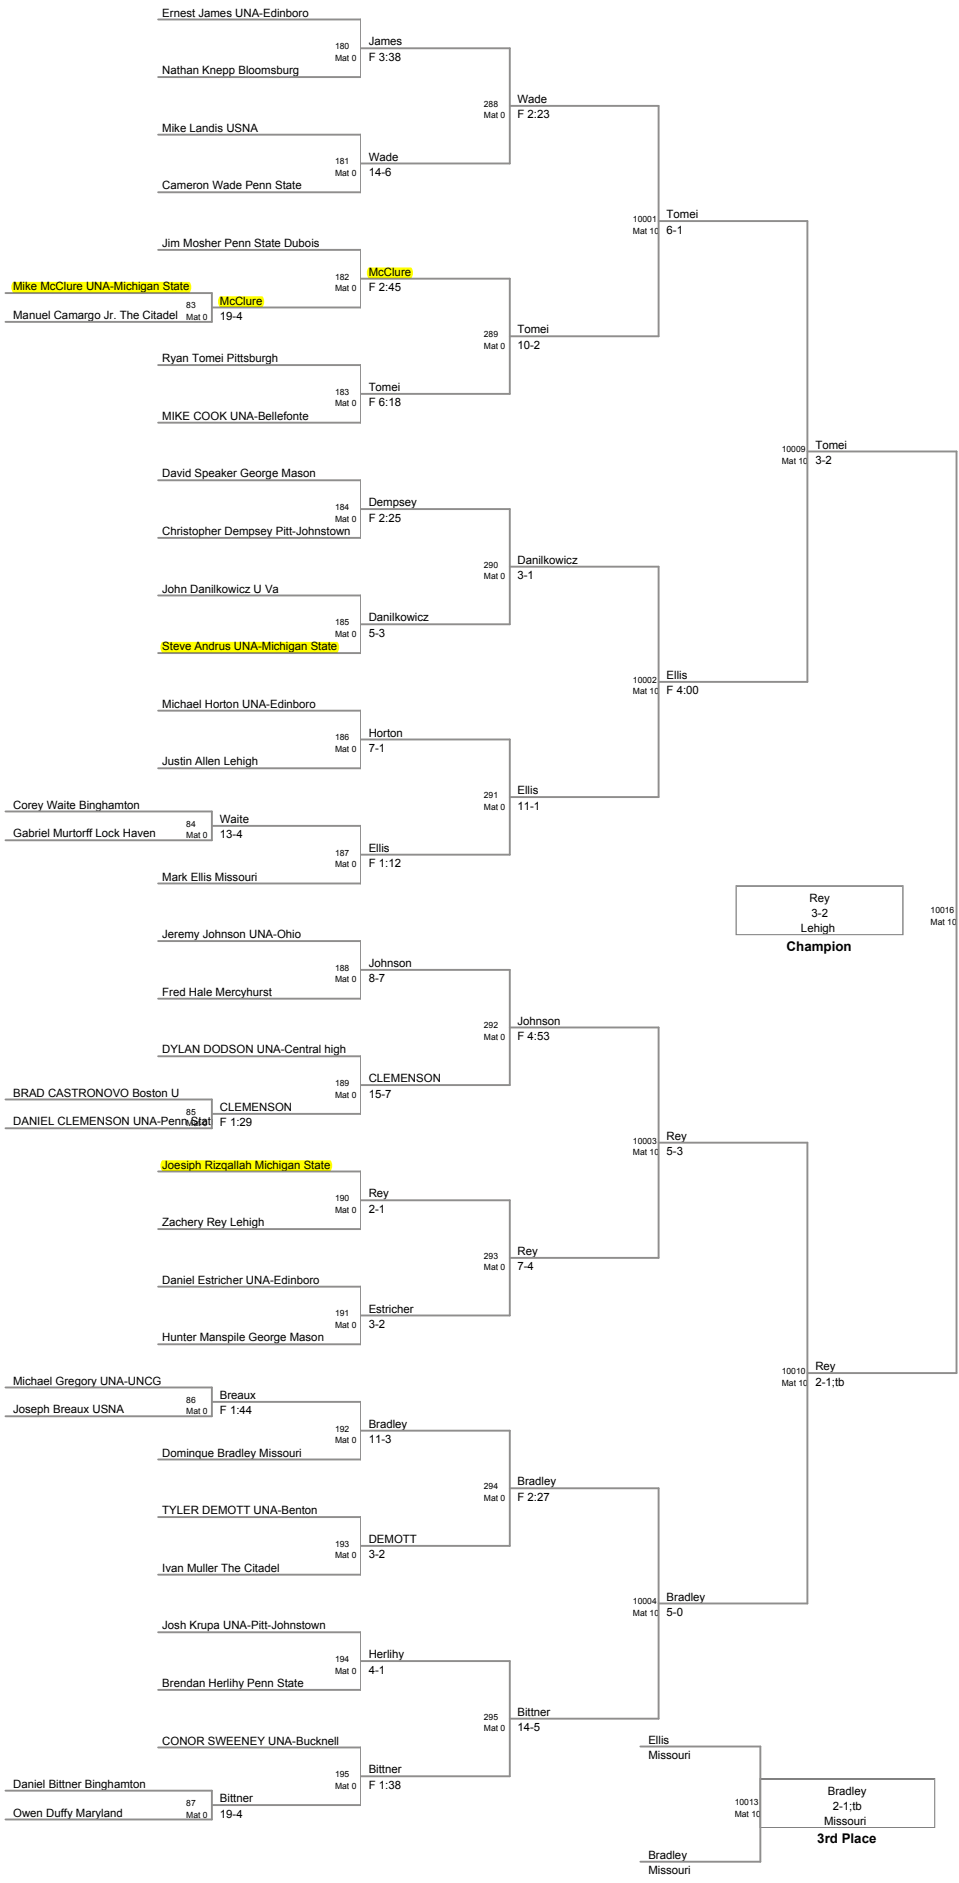 Ernest James UNA-Edinboro
180 James
Mat 0 F 3:38
Nathan Knepp Bloomsburg
288 Wade
Mat 0 F 2:23
Mike Landis USNA
181 Wade
Mat 0 14-6
Cameron Wade Penn State
10001 Tomei
Mat 10 6-1
Jim Mosher Penn State Dubois
182 McClure
Mat 0 F 2:45
Mike McClure UNA-Michigan State
83 McClure
Manuel Camargo Jr. The Citadel Mat 0 19-4
289 Tomei
Mat 0 10-2
Ryan Tomei Pittsburgh
183 Tomei
Mat 0 F 6:18
MIKE COOK UNA-Bellefonte
10009 Tomei
Mat 10 3-2
David Speaker George Mason
184 Dempsey
Mat 0 F 2:25
Christopher Dempsey Pitt-Johnstown
290 Danilkowicz
Mat 0 3-1
John Danilkowicz U Va
185 Danilkowicz
Mat 0 5-3
Steve Andrus UNA-Michigan State
10002 Ellis
Mat 10 F 4:00
Michael Horton UNA-Edinboro
186 Horton
Mat 0 7-1
Justin Allen Lehigh
291 Ellis
Mat 0 11-1
Corey Waite Binghamton
84 Waite
Gabriel Murtorff Lock Haven Mat 0 13-4
187 Ellis
Mat 0 F 1:12
Mark Ellis Missouri
Rey
3-2
Lehigh
Champion
10016
Mat 10
Jeremy Johnson UNA-Ohio
188 Johnson
Mat 0 8-7
Fred Hale Mercyhurst
292 Johnson
Mat 0 F 4:53
DYLAN DODSON UNA-Central high
189 CLEMENSON
Mat 0 15-7
BRAD CASTRONOVO Boston U
85 CLEMENSON
DANIEL CLEMENSON UNA-Penn Stat Mat 0 F 1:29
10003 Rey
Mat 10 5-3
Joesiph Rizqallah Michigan State
190 Rey
Mat 0 2-1
Zachery Rey Lehigh
293 Rey
Mat 0 7-4
Daniel Estricher UNA-Edinboro
191 Estricher
Mat 0 3-2
Hunter Manspile George Mason
10010 Rey
Mat 10 2-1;tb
Michael Gregory UNA-UNCG
86 Breaux
Joseph Breaux USNA Mat 0 F 1:44
192 Bradley
Mat 0 11-3
Dominque Bradley Missouri
294 Bradley
Mat 0 F 2:27
TYLER DEMOTT UNA-Benton
193 DEMOTT
Mat 0 3-2
Ivan Muller The Citadel
10004 Bradley
Mat 10 5-0
Josh Krupa UNA-Pitt-Johnstown
194 Herlihy
Mat 0 4-1
Brendan Herlihy Penn State
295 Bittner
Mat 0 14-5
CONOR SWEENEY UNA-Bucknell
195 Bittner
Mat 0 F 1:38
Daniel Bittner Binghamton
87 Bittner
Owen Duffy Maryland Mat 0 19-4
Ellis
Missouri
10013 Bradley
Mat 10 2-1;tb
Missouri
3rd Place
Bradley
Missouri